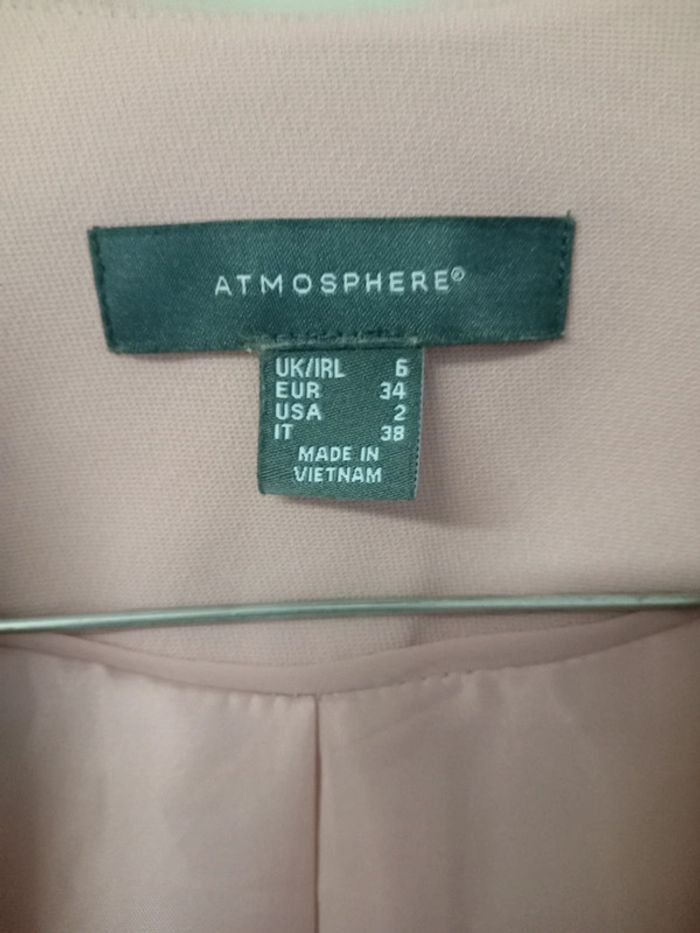 ATMOSPHERE®
UK/IRL 6
EUR 34
USA 2
IT 38
MADE IN
VIETNAM